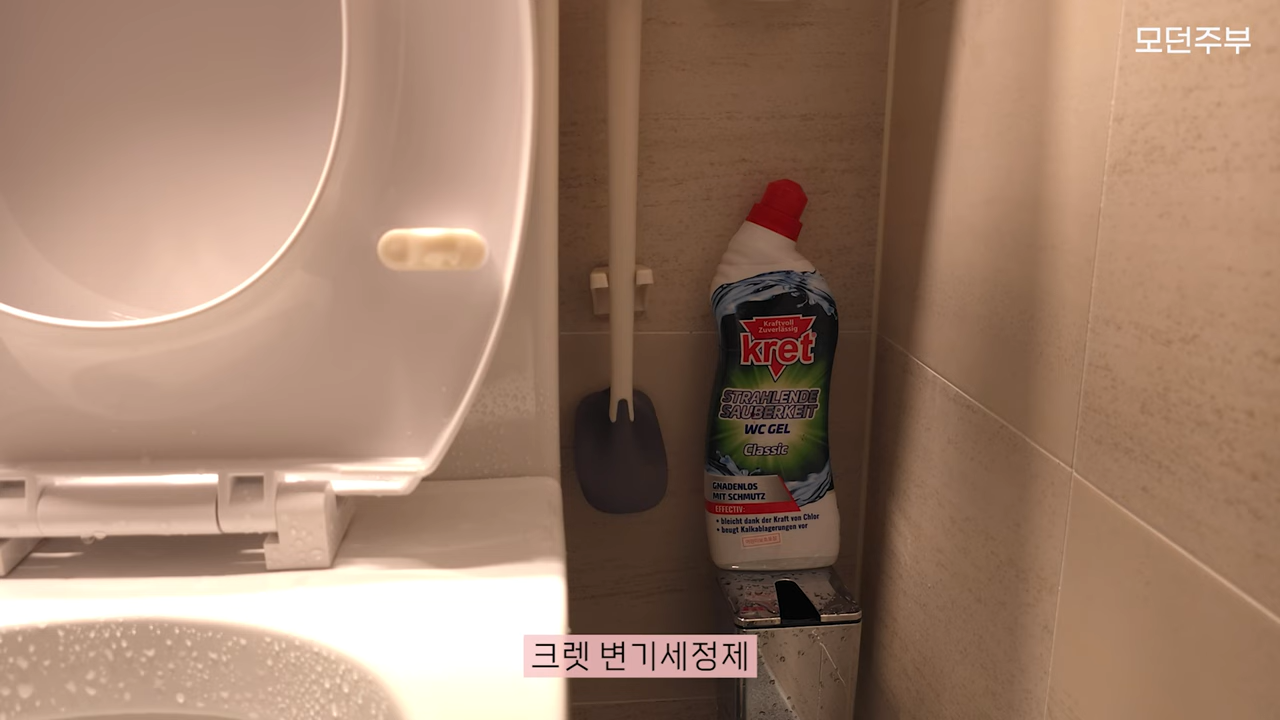 모던주부
Kraftvoll
Zuverlässig
kret
STRAHLENDE
SAUBERKEIT
WC GEL
Classic
GNADENLOS
MIT SCHMUTZ
EFFECTIV:
• bleicht dank der Kraft von Chlor
• beugt Kalkablagerungen vor
크렛 변기세정제